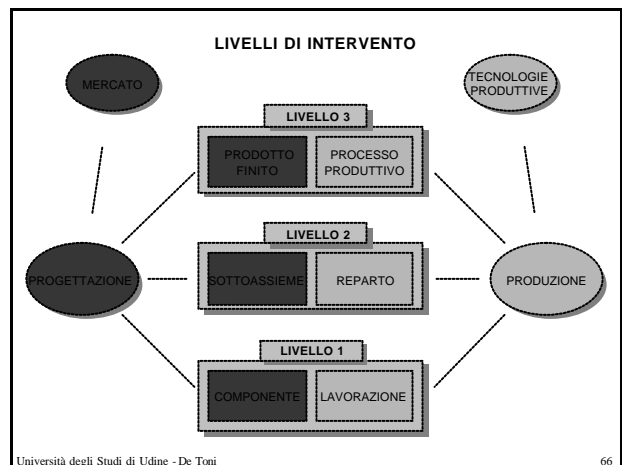 LIVELLI DI INTERVENTO
MERCATO
TECNOLOGIE
PRODUTTIVE
LIVELLO 3
PRODOTTO
FINITO
PROCESSO
PRODUTTIVO
LIVELLO 2
PROGETTAZIONE
SOTTOASSIEME
REPARTO
PRODUZIONE
LIVELLO 1
COMPONENTE
LAVORAZIONE
Università degli Studi di Udine - De Toni
66